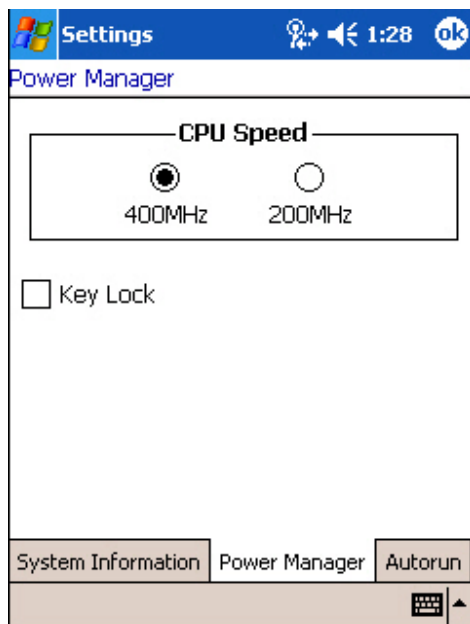 Settings 1:28 ok
Power Manager
CPU Speed
400MHz 200MHz
Key Lock
System Information Power Manager Autorun